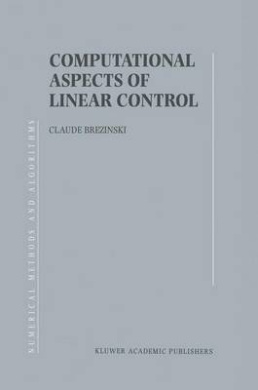 COMPUTATIONAL
ASPECTS OF
LINEAR CONTROL
CLAUDE BREZINSKI
NUMERICAL METHODS AND ALGORITHMS
KLUWER ACADEMIC PUBLISHERS